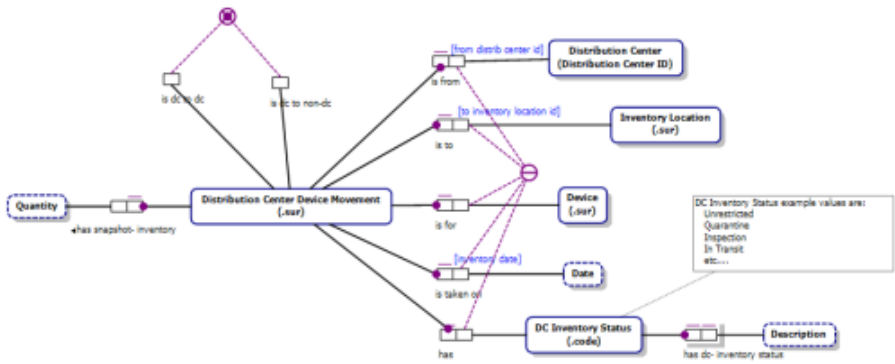 [from distrib center id]
Distribution Center
(Distribution Center ID)
is from
is dc to dc
is dc to non-dc
[to inventory location id]
Inventory Location
(.sur)
is to
Quantity
Distribution Center Device Movement
(.sur)
Device
(.sur)
◂has snapshot- inventory
is for
DC Inventory Status example values are:
Unrestricted
Quarantine
Inspection
In Transit
etc....
[inventory date]
Date
is taken on
DC Inventory Status
(.code)
Description
has
has dc- inventory status